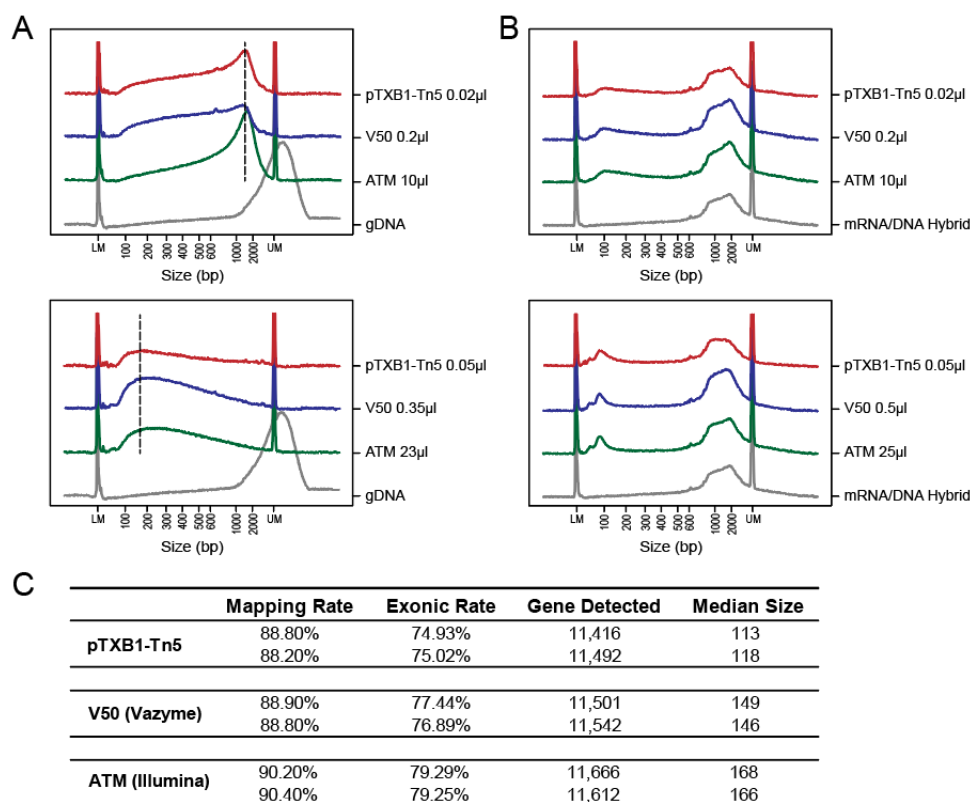 A
pTXB1-Tn5 0.02µl
V50 0.2µl
ATM 10µl
gDNA
LM 100 200 300 400 500 600 1000 2000 UM
Size (bp)
pTXB1-Tn5 0.05µl
V50 0.35µl
ATM 23µl
gDNA
LM 100 200 300 400 500 600 1000 2000 UM
Size (bp)
B
pTXB1-Tn5 0.02µl
V50 0.2µl
ATM 10µl
mRNA/DNA Hybrid
LM 100 200 300 400 500 600 1000 2000 UM
Size (bp)
pTXB1-Tn5 0.05µl
V50 0.5µl
ATM 25µl
mRNA/DNA Hybrid
LM 100 200 300 400 500 600 1000 2000 UM
Size (bp)
C
Mapping Rate Exonic Rate Gene Detected Median Size
pTXB1-Tn5
88.80% 74.93% 11,416 113
88.20% 75.02% 11,492 118
V50 (Vazyme)
88.90% 77.44% 11,501 149
88.80% 76.89% 11,542 146
ATM (Illumina)
90.20% 79.29% 11,666 168
90.40% 79.25% 11,612 166